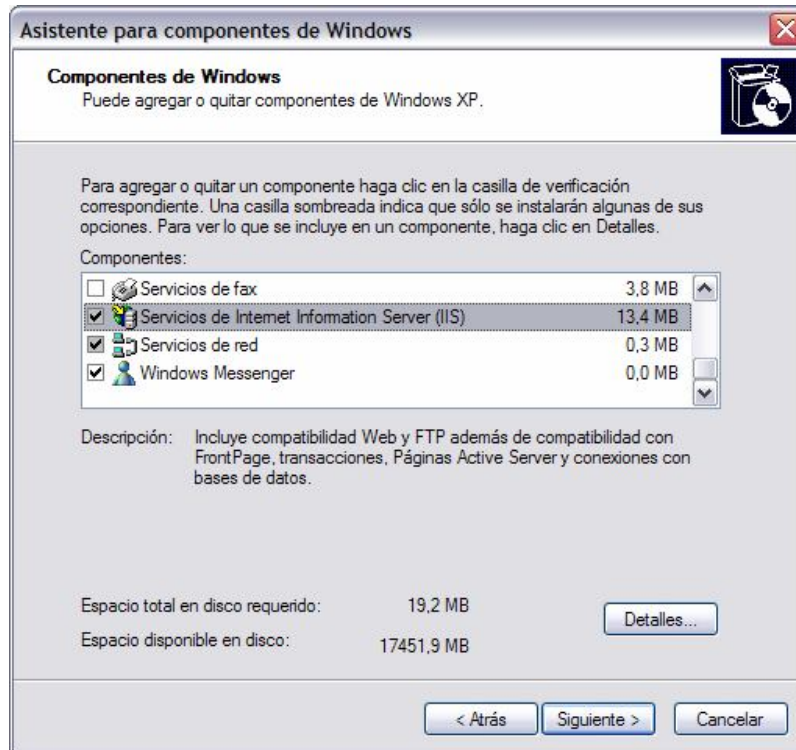 Asistente para componentes de Windows
Componentes de Windows
Puede agregar o quitar componentes de Windows XP.
Para agregar o quitar un componente haga clic en la casilla de verificación
correspondiente. Una casilla sombreada indica que sólo se instalarán algunas de sus
opciones. Para ver lo que se incluye en un componente, haga clic en Detalles.
Componentes:
Servicios de fax 3,8 MB
Servicios de Internet Information Server (IIS) 13,4 MB
Servicios de red 0,3 MB
Windows Messenger 0,0 MB
Descripción: Incluye compatibilidad Web y FTP además de compatibilidad con
FrontPage, transacciones, Páginas Active Server y conexiones con
bases de datos.
Espacio total en disco requerido: 19,2 MB
Detalles...
Espacio disponible en disco: 17451,9 MB
< Atrás Siguiente > Cancelar